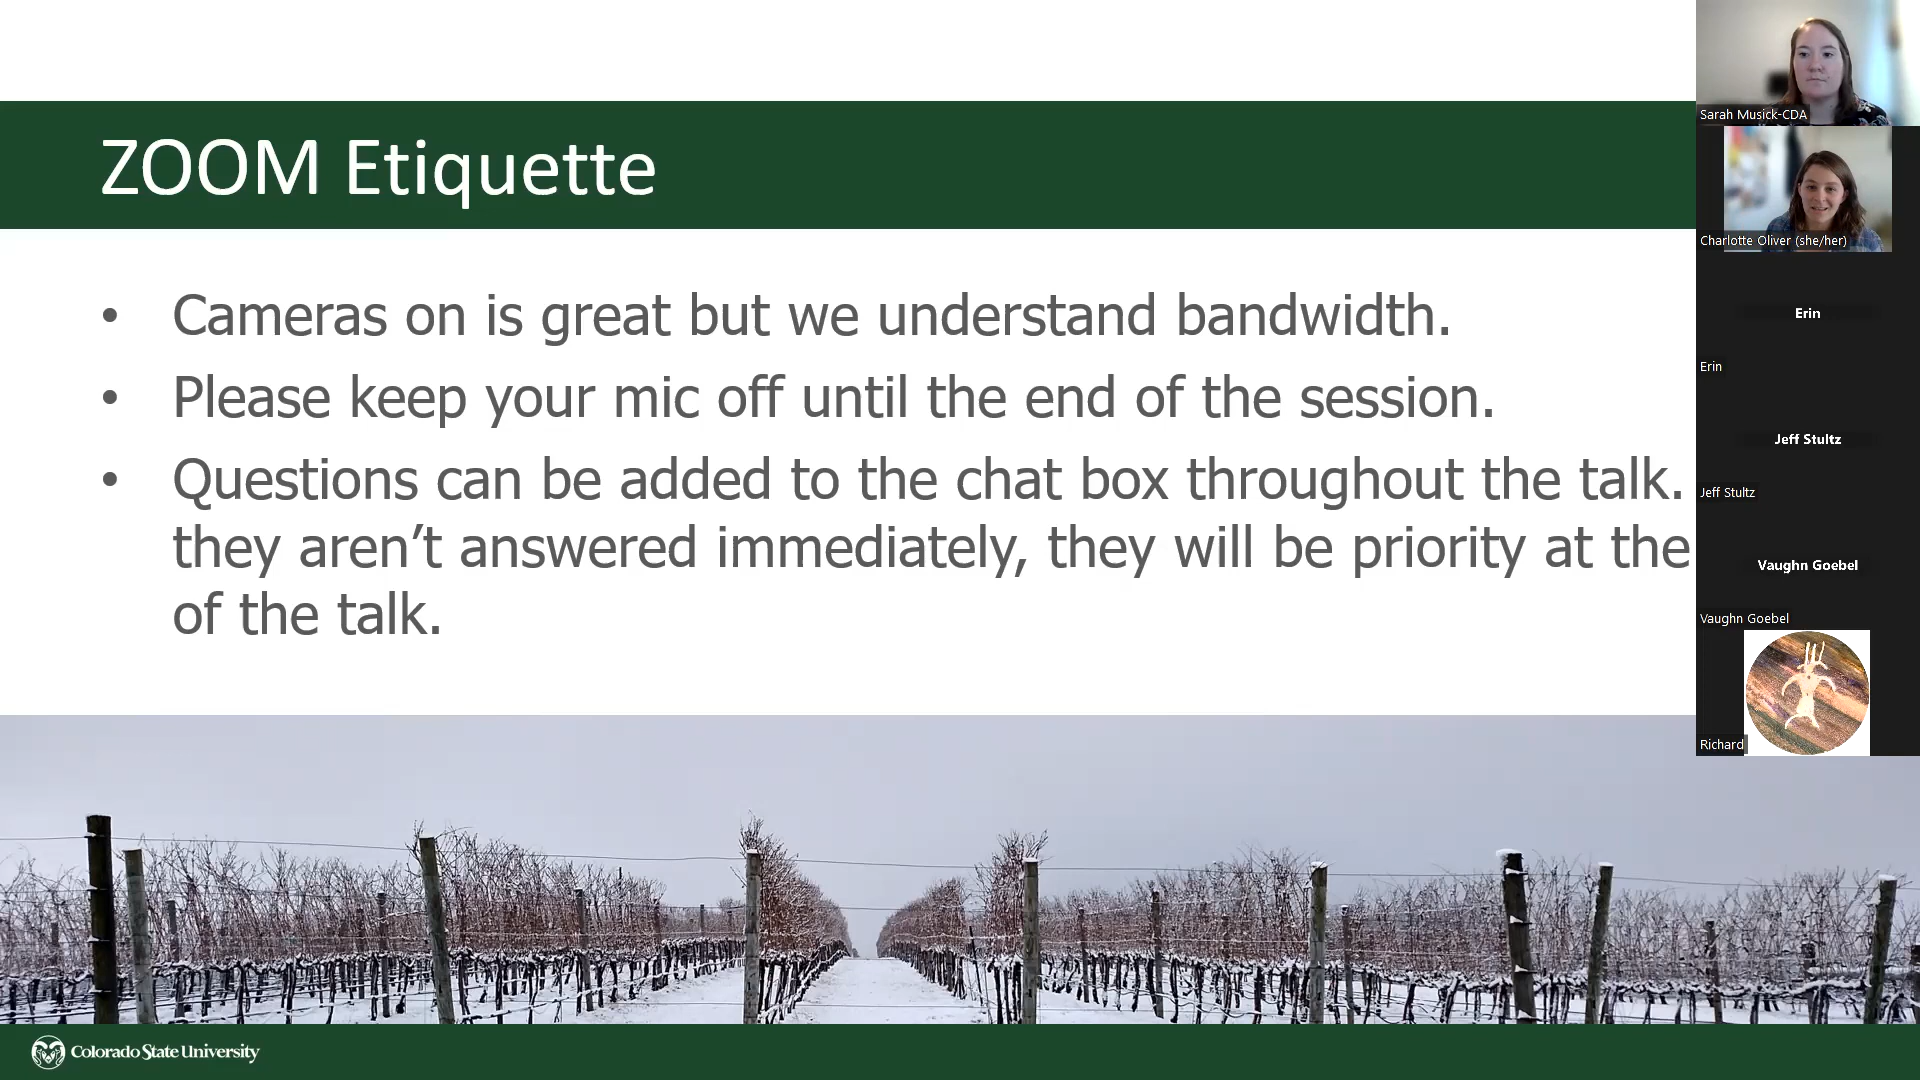 ZOOM Etiquette
• Cameras on is great but we understand bandwidth.
• Please keep your mic off until the end of the session.
• Questions can be added to the chat box throughout the talk.
they aren’t answered immediately, they will be priority at the
of the talk.
Colorado State University
Sarah Musick-CDA
Charlotte Oliver (she/her)
Erin
Erin
Jeff Stultz
Jeff Stultz
Vaughn Goebel
Vaughn Goebel
Richard